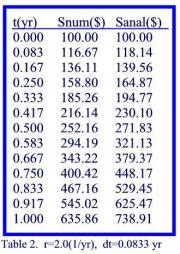 t(yr) Snum($) Sanal($)
0.000 100.00 100.00
0.083 116.67 118.14
0.167 136.11 139.56
0.250 158.80 164.87
0.333 185.26 194.77
0.417 216.14 230.10
0.500 252.16 271.83
0.583 294.19 321.13
0.667 343.22 379.37
0.750 400.42 448.17
0.833 467.16 529.45
0.917 545.02 625.47
1.000 635.86 738.91
Table 2. r=2.0(1/yr), dt=0.0833 yr